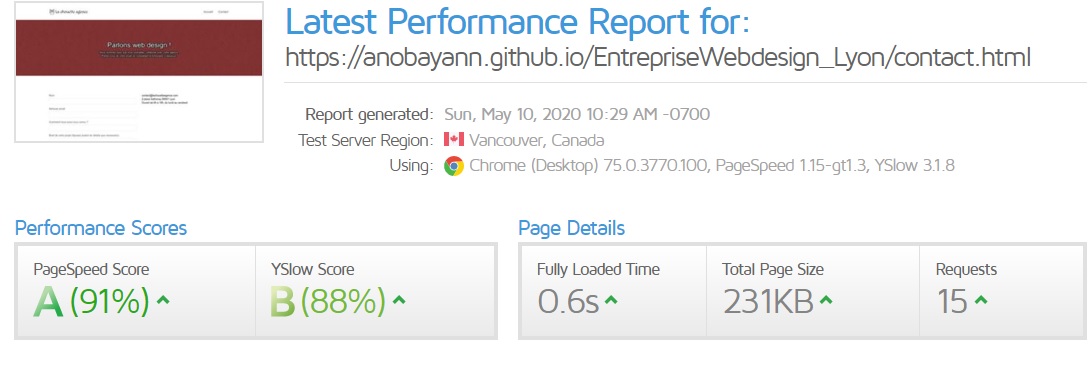 Latest Performance Report for:
https://anobayann.github.io/EntrepriseWebdesign_Lyon/contact.html
Parlons web design !
Report generated: Sun, May 10, 2020 10:29 AM -0700
Test Server Region: Vancouver, Canada
Using: Chrome (Desktop) 75.0.3770.100, PageSpeed 1.15-gt1.3, YSlow 3.1.8
Performance Scores
Page Details
PageSpeed Score
YSlow Score
Fully Loaded Time
Total Page Size
Requests
A (91%)
B (88%)
0.6s
231KB
15